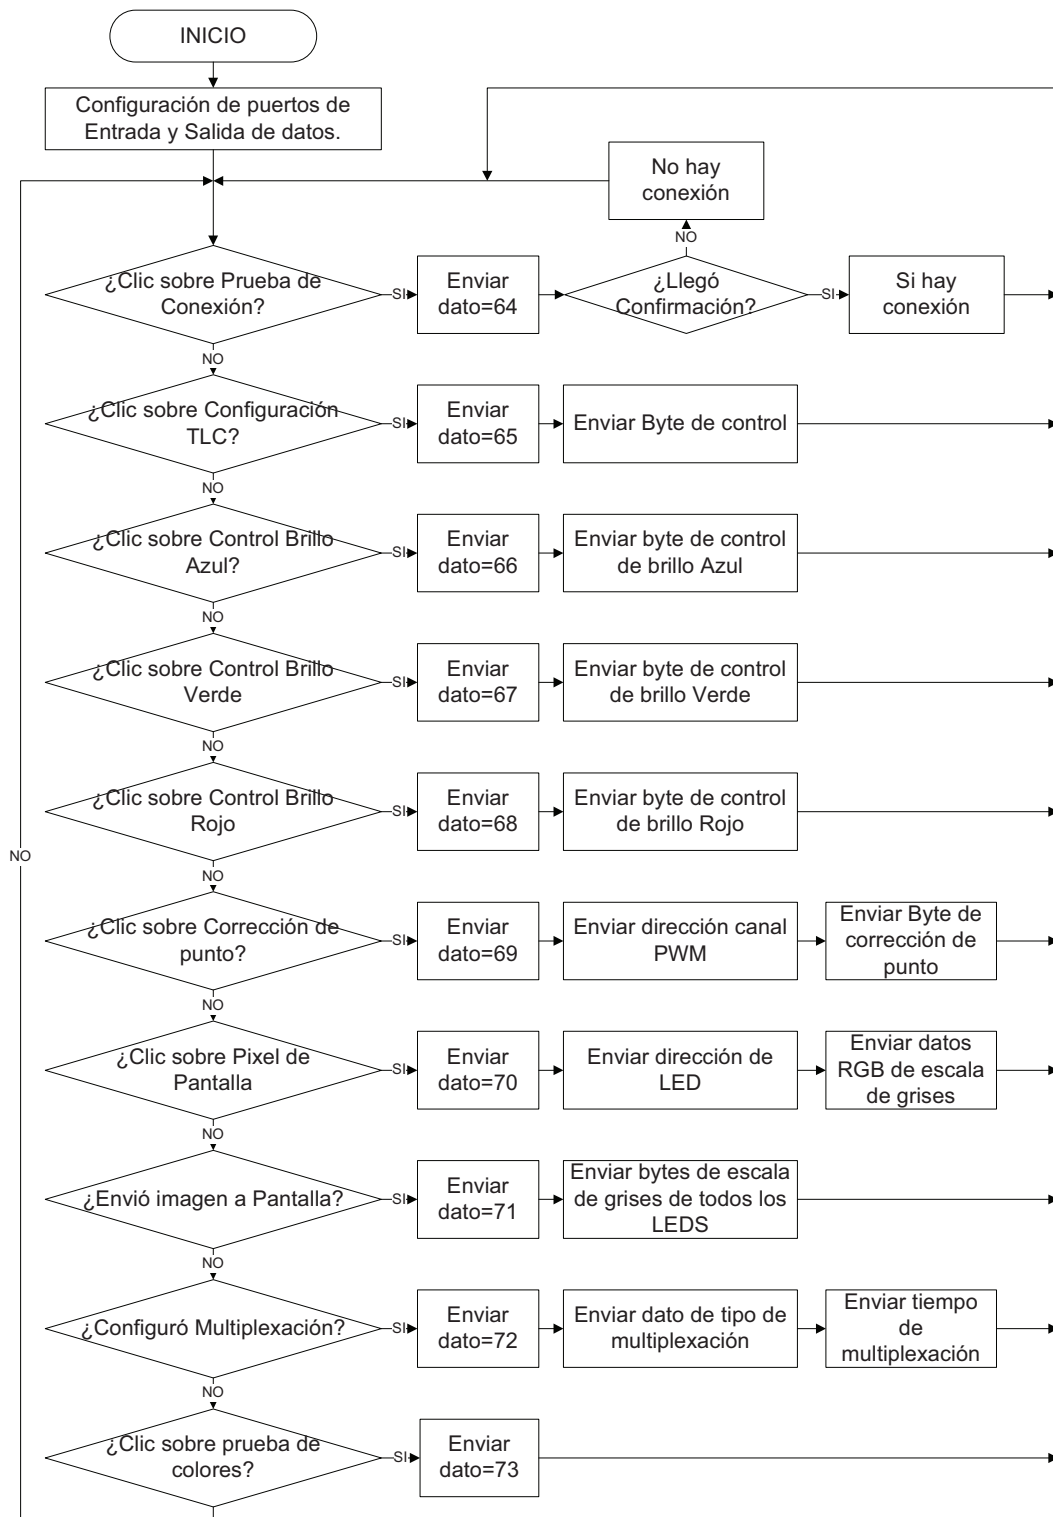 INICIO
Configuración de puertos de
Entrada y Salida de datos.
No hay
conexión
NO
¿Clic sobre Prueba de
Conexión?
SI
Enviar
dato=64
¿Llegó
Confirmación?
SI
Si hay
conexión
NO
¿Clic sobre Configuración
TLC?
SI
Enviar
dato=65
Enviar Byte de control
NO
¿Clic sobre Control Brillo
Azul?
SI
Enviar
dato=66
Enviar byte de control
de brillo Azul
NO
¿Clic sobre Control Brillo
Verde
SI
Enviar
dato=67
Enviar byte de control
de brillo Verde
NO
¿Clic sobre Control Brillo
Rojo
SI
Enviar
dato=68
Enviar byte de control
de brillo Rojo
NO
NO
¿Clic sobre Corrección de
punto?
SI
Enviar
dato=69
Enviar dirección canal
PWM
Enviar Byte de
corrección de
punto
NO
¿Clic sobre Pixel de
Pantalla
SI
Enviar
dato=70
Enviar dirección de
LED
Enviar datos
RGB de escala
de grises
NO
¿Envió imagen a Pantalla?
SI
Enviar
dato=71
Enviar bytes de escala
de grises de todos los
LEDS
NO
¿Configuró Multiplexación?
SI
Enviar
dato=72
Enviar dato de tipo de
multiplexación
Enviar tiempo
de
multiplexación
NO
¿Clic sobre prueba de
colores?
SI
Enviar
dato=73